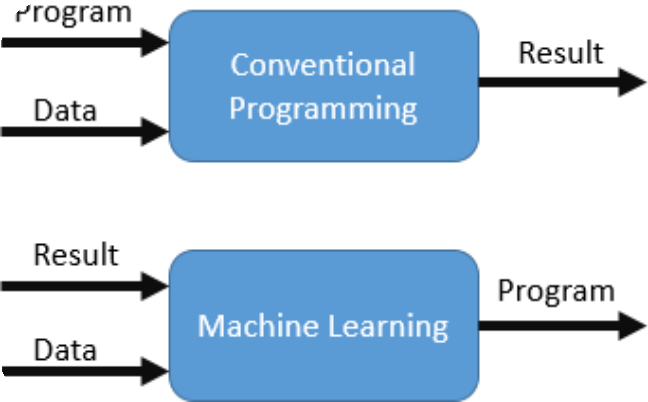 Program
Conventional
Programming
Result
Data
Result
Machine Learning
Program
Data